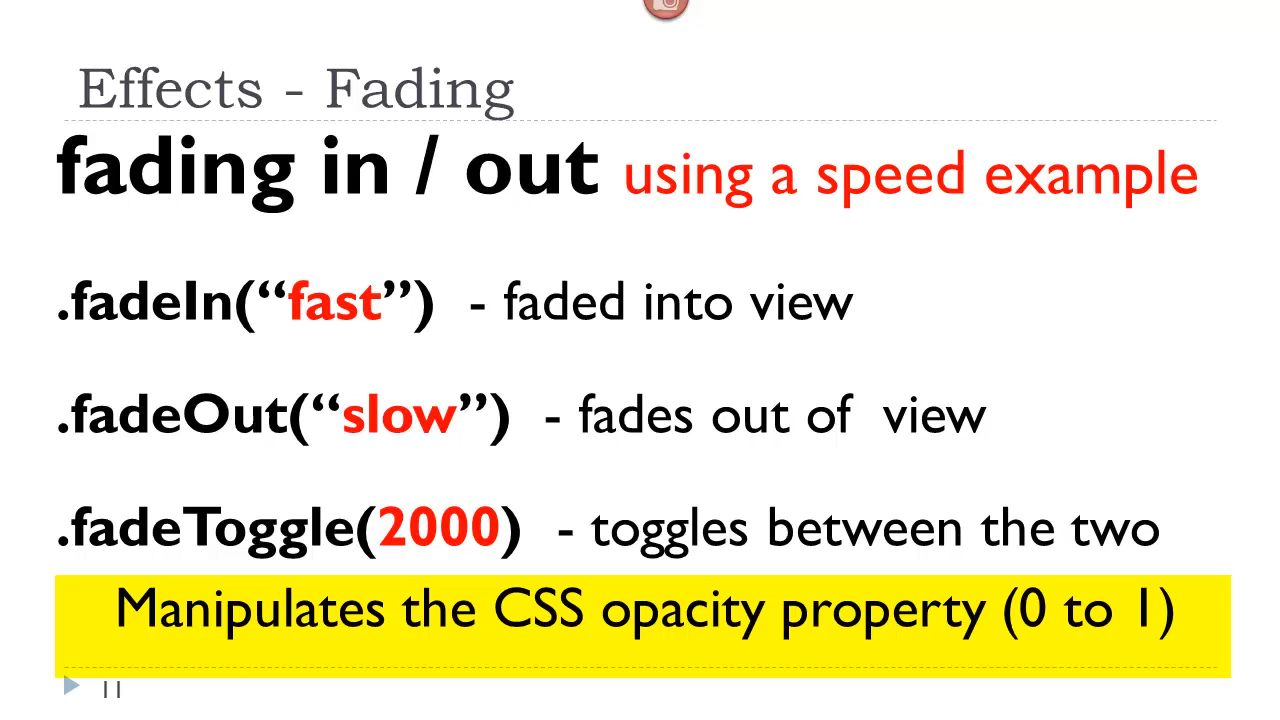 Effects - Fading
fading in / out using a speed example
.fadeIn(“fast”) - faded into view
.fadeOut(“slow”) - fades out of view
.fadeToggle(2000) - toggles between the two
Manipulates the CSS opacity property (0 to 1)
11